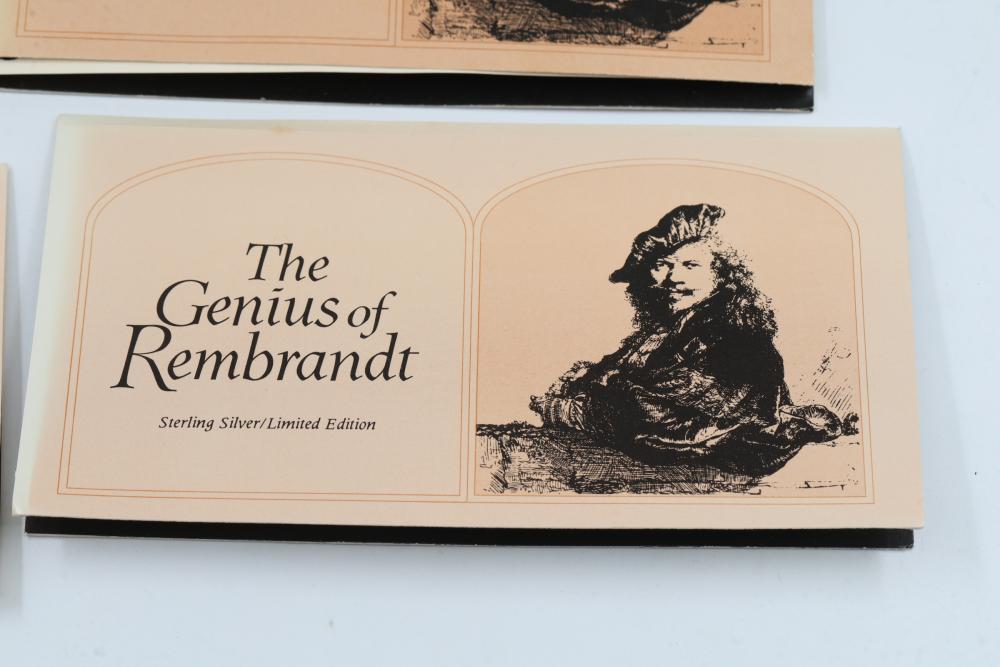 The
Genius of
Rembrandt
Sterling Silver/Limited Edition